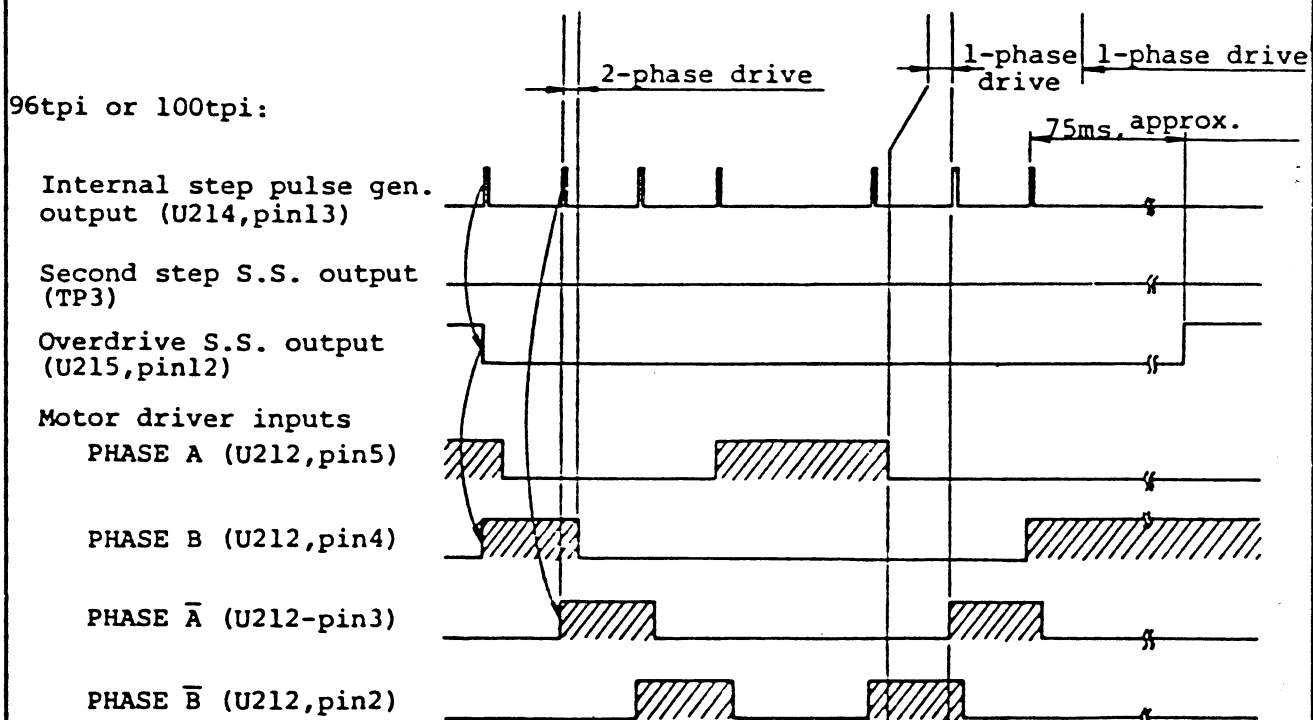 2-phase drive
1-phase
drive
1-phase drive
96tpi or 100tpi:
75ms, approx.
Internal step pulse gen.
output (U214,pin13)
Second step S.S. output
(TP3)
Overdrive S.S. output
(U215,pin12)
Motor driver inputs
PHASE A (U212,pin5)
PHASE B (U212,pin4)
PHASE A̅ (U212-pin3)
PHASE B̅ (U212,pin2)